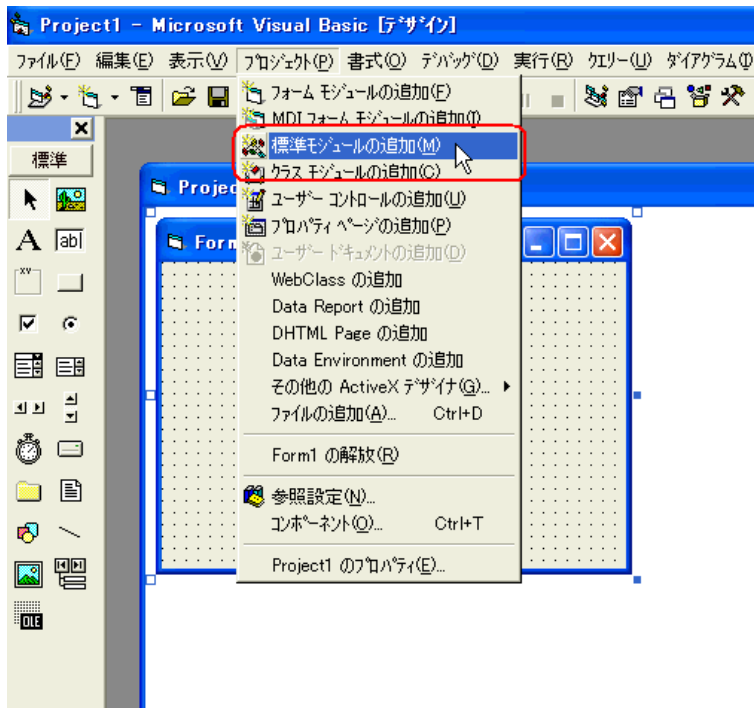 Project1 - Microsoft Visual Basic [ﾃﾞｻﾞｲﾝ]
ﾌｧｲﾙ(F) 編集(E) 表示(V) ﾌﾟﾛｼﾞｪｸﾄ(P) 書式(O) ﾃﾞﾊﾞｯｸﾞ(D) 実行(R) ｸｴﾘｰ(U) ﾀﾞｲｱｸﾞﾗﾑ(I)
標準
A ab|
xy
OLE
Projec
Form
ﾌｫｰﾑ ﾓｼﾞｭｰﾙの追加(F)
MDI ﾌｫｰﾑ ﾓｼﾞｭｰﾙの追加(I)
標準ﾓｼﾞｭｰﾙの追加(M)
ｸﾗｽ ﾓｼﾞｭｰﾙの追加(C)
ﾕｰｻﾞｰ ｺﾝﾄﾛｰﾙの追加(U)
ﾌﾟﾛﾊﾟﾃｨ ﾍﾟｰｼﾞの追加(P)
ﾕｰｻﾞｰ ﾄﾞｷｭﾒﾝﾄの追加(D)
WebClass の追加
Data Report の追加
DHTML Page の追加
Data Environment の追加
その他の ActiveX ﾃﾞｻﾞｲﾅ(G)...
ﾌｧｲﾙの追加(A)... Ctrl+D
Form1 の解放(R)
参照設定(N)...
ｺﾝﾎﾟｰﾈﾝﾄ(O)... Ctrl+T
Project1 のﾌﾟﾛﾊﾟﾃｨ(E)...